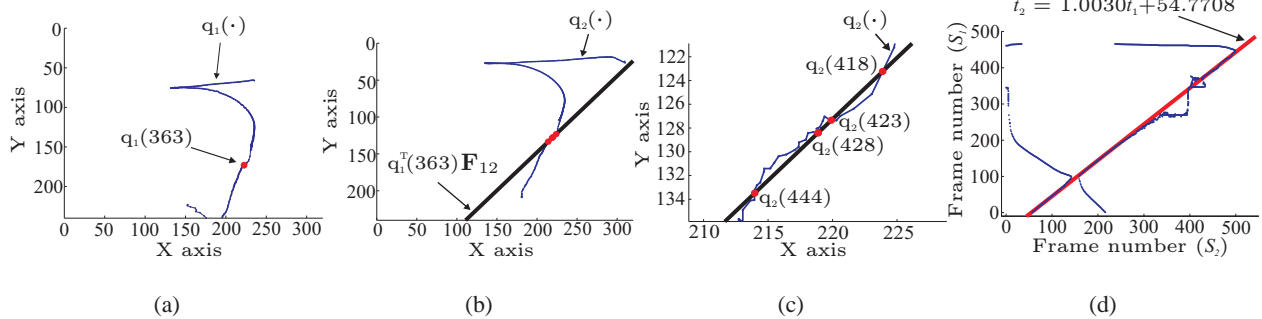 q₁(·)
0
50
100
150
200
Y axis
q₁(363)
0 50 100 150 200 250 300
X axis
(a)
q₂(·)
0
50
100
150
200
Y axis
q₁ᵀ(363) F₁₂
0 50 100 150 200 250 300
X axis
(b)
q₂(·)
122
124
126
128
130
132
134
Y axis
q₂(418)
q₂(423)
q₂(428)
q₂(444)
210 215 220 225
X axis
(c)
t₂ = 1.0030t₁+54.7708
500
400
300
200
100
0
Frame number (S₁)
0 100 200 300 400 500
Frame number (S₂)
(d)